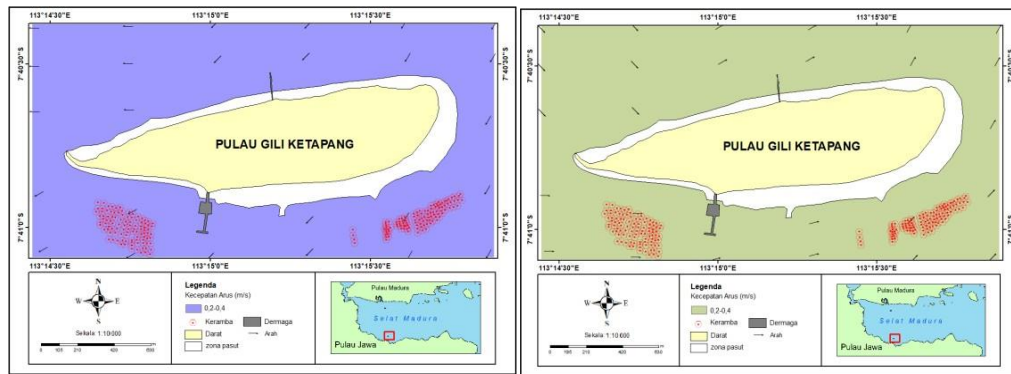 113°14'30"E 113°15'0"E 113°15'30"E
7°40'30"S 7°40'30"S
PULAU GILI KETAPANG
7°41'0"S 7°41'0"S
113°14'30"E 113°15'0"E 113°15'30"E
N
W E
S
Sekala: 1:10.000
Legenda
Kecepatan Arus (m/s)
0,2-0,4
Keramba Dermaga
Darat Arah
zona pasut
Pulau Madura
Selat Madura
Pulau Jawa
113°14'30"E 113°15'0"E 113°15'30"E
7°40'30"S 7°40'30"S
PULAU GILI KETAPANG
7°41'0"S 7°41'0"S
113°14'30"E 113°15'0"E 113°15'30"E
N
W E
S
Legenda
Kecepatan Arus (m/s)
0,2-0,4
Keramba Dermaga
Darat Arah
zona pasut
Pulau Madura
Selat Madura
Pulau Jawa